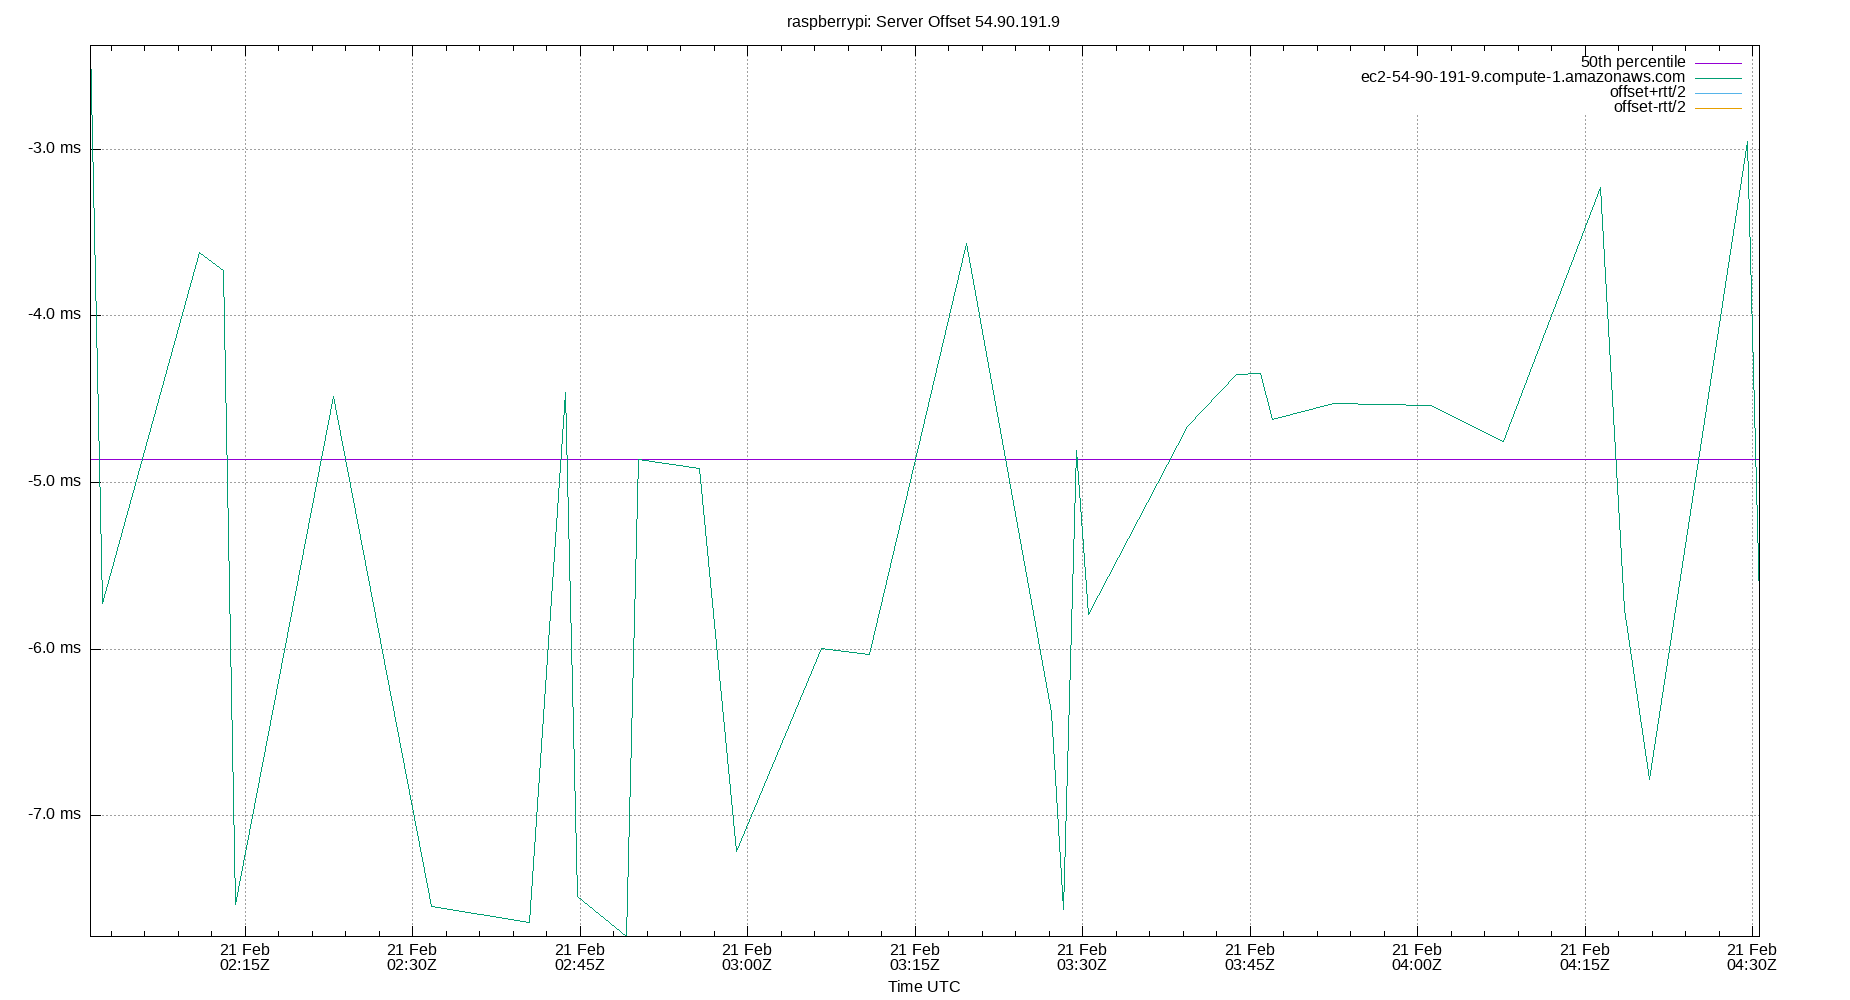 raspberrypi: Server Offset 54.90.191.9
50th percentile
ec2-54-90-191-9.compute-1.amazonaws.com
offset+rtt/2
offset-rtt/2
-3.0 ms
-4.0 ms
-5.0 ms
-6.0 ms
-7.0 ms
21 Feb 21 Feb 21 Feb 21 Feb 21 Feb 21 Feb 21 Feb 21 Feb 21 Feb 21 Feb
02:15Z 02:30Z 02:45Z 03:00Z 03:15Z 03:30Z 03:45Z 04:00Z 04:15Z 04:30Z
Time UTC